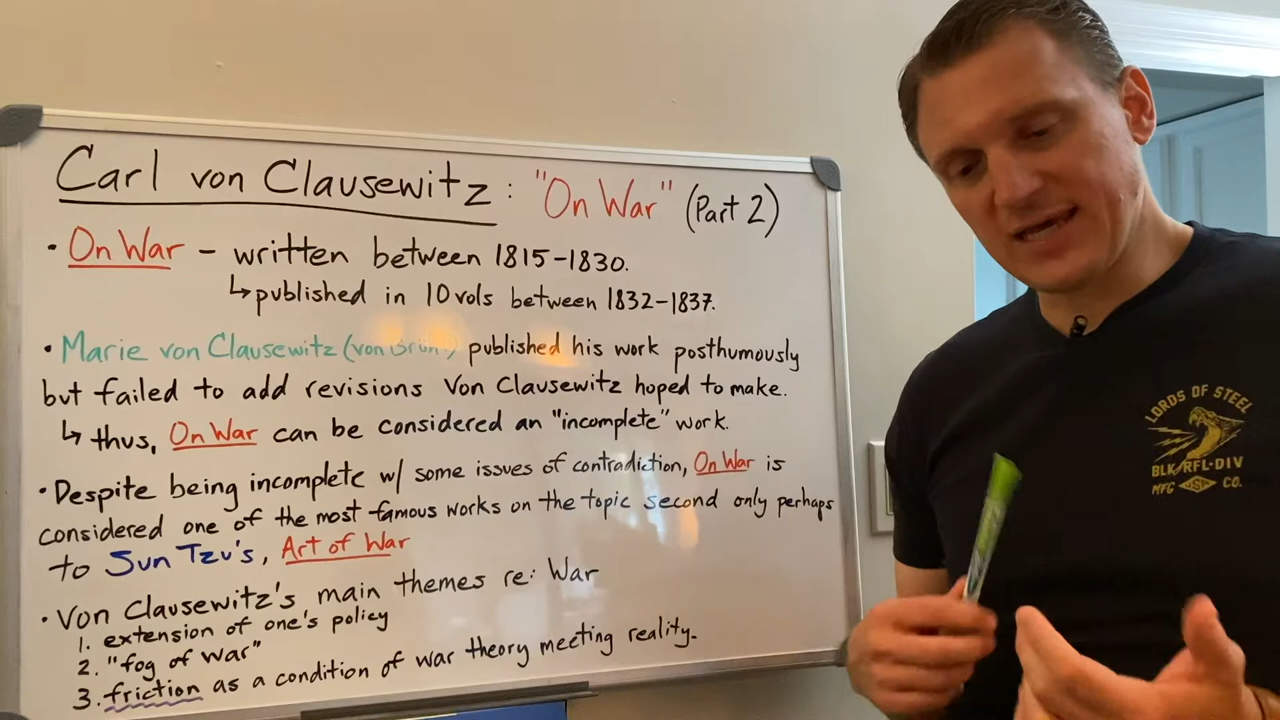 Carl von Clausewitz: "On War" (Part 2)
• On War – written between 1815–1830.
↳ published in 10 vols between 1832–1837.
• Marie von Clausewitz (von published his work posthumously
but failed to add revisions Von Clausewitz hoped to make.
↳ thus, On War can be considered an "incomplete" work.
• Despite being incomplete w/ some issues of contradiction, On War is
considered one of the most famous works on the topic second only perhaps
to Sun Tzu's, Art of War
• Von Clausewitz's main themes re: War
1. extension of one's policy
2. "fog of war"
3. friction as a condition of war theory meeting reality.
LORDS OF STEEL
BLK RFL-DIV
MFG USA CO.